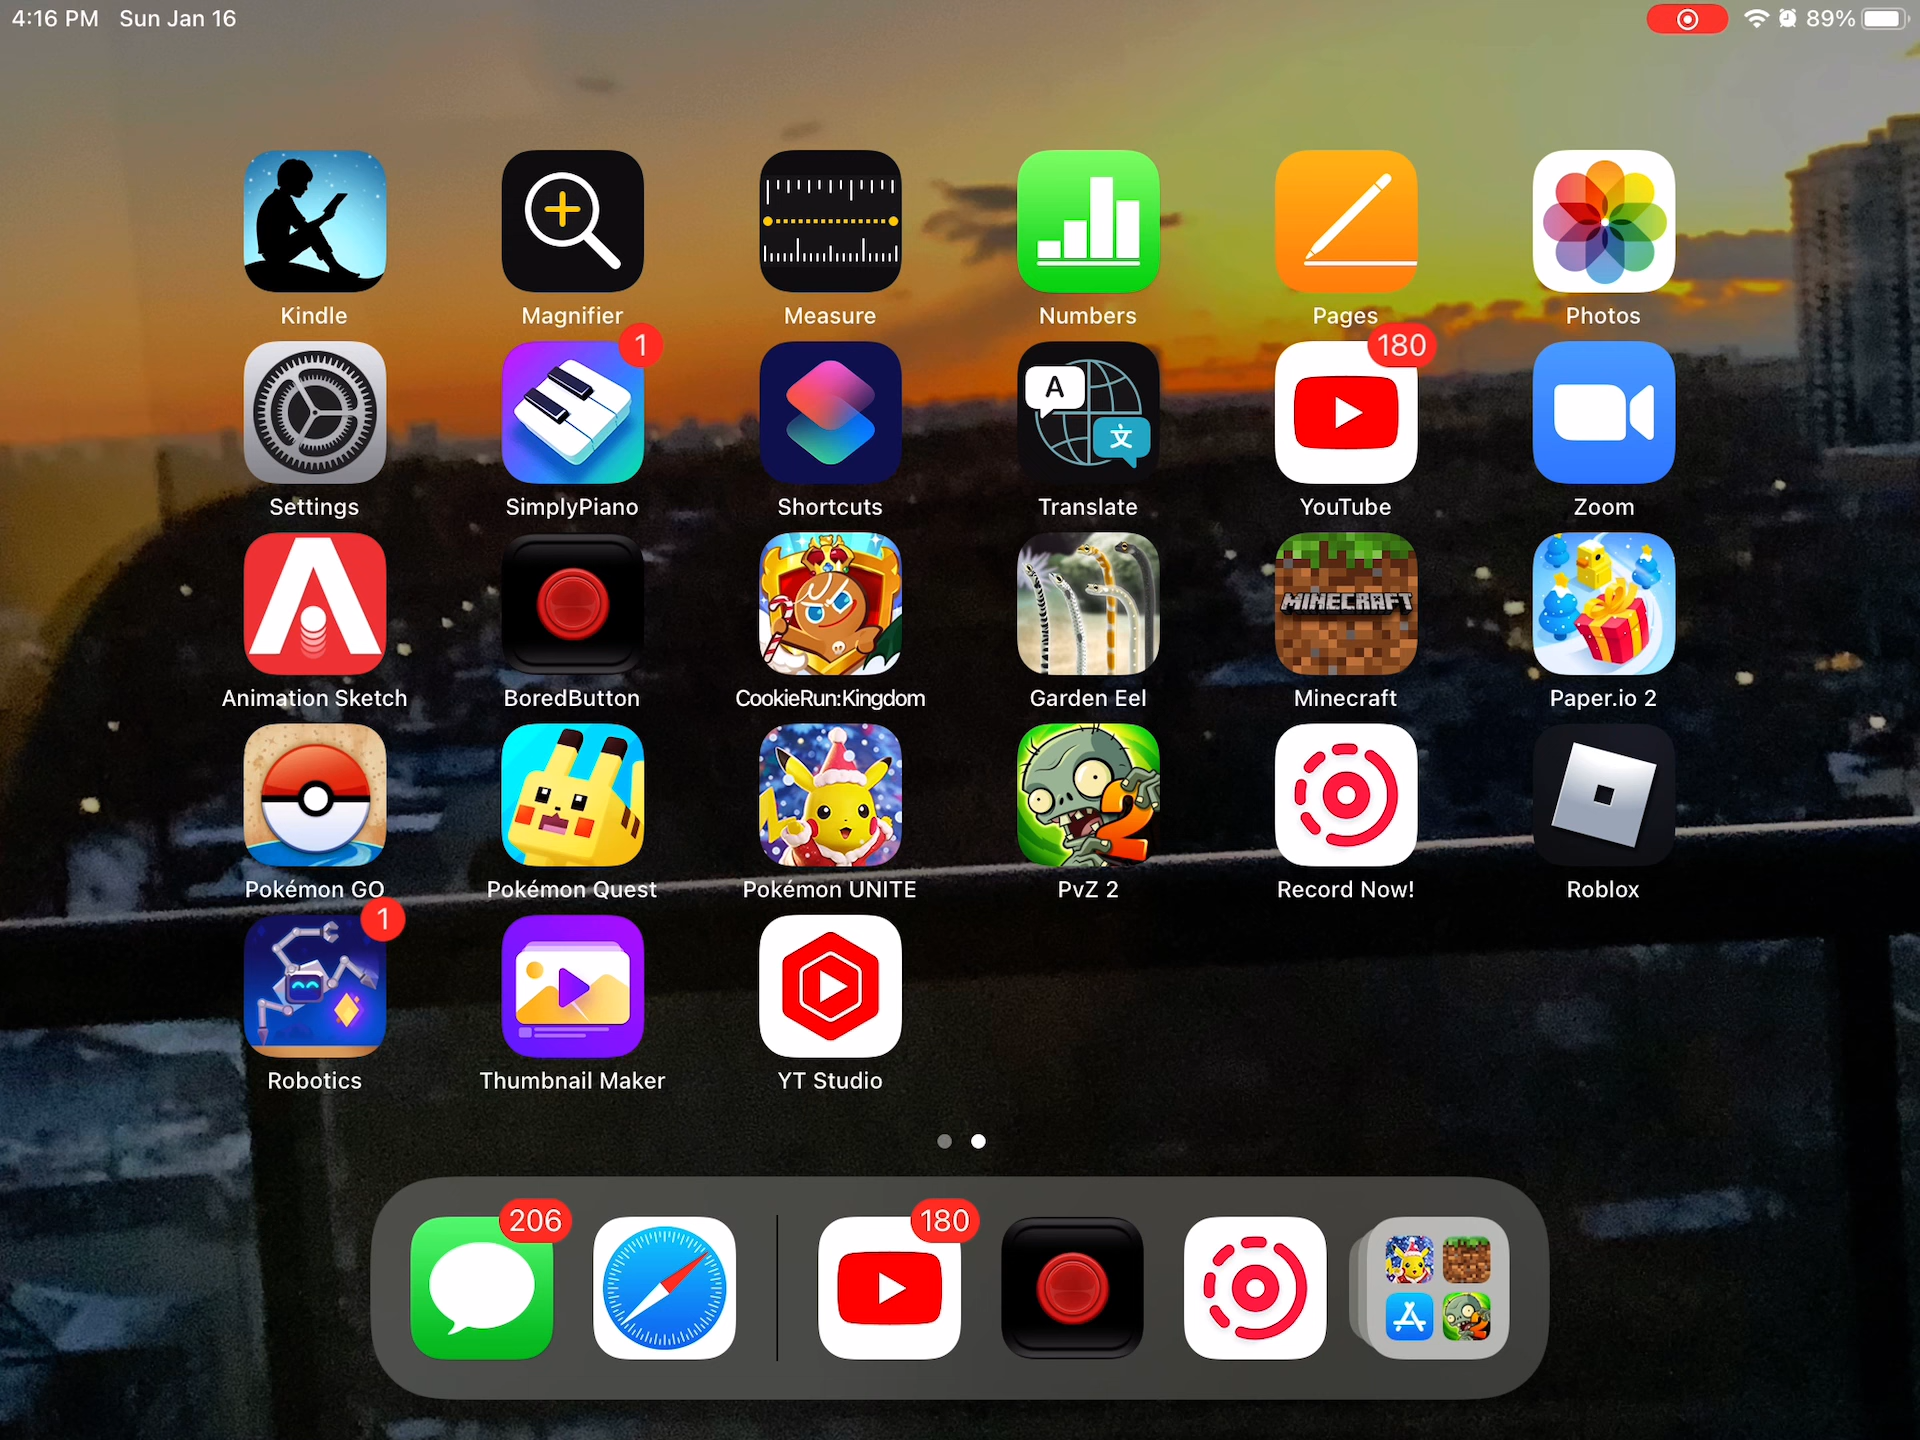 4:16 PM Sun Jan 16 89%
Kindle Magnifier Measure Numbers Pages Photos
1 180
A 文
Settings SimplyPiano Shortcuts Translate YouTube Zoom
MINECRAFT
Animation Sketch BoredButton CookieRun:Kingdom Garden Eel Minecraft Paper.io 2
2
Pokémon GO Pokémon Quest Pokémon UNITE PvZ 2 Record Now! Roblox
1
Robotics Thumbnail Maker YT Studio
206 180
2